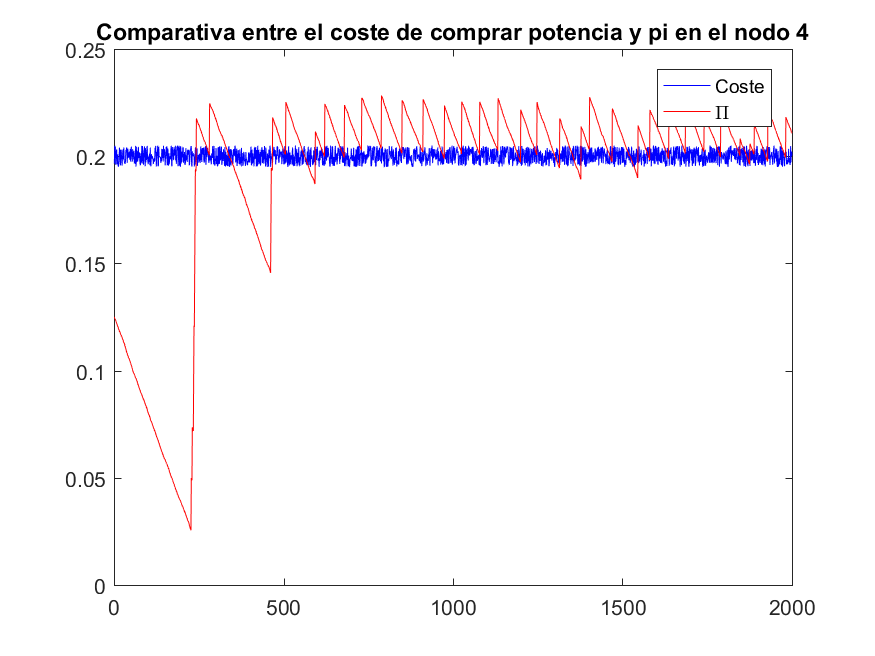 Comparativa entre el coste de comprar potencia y pi en el nodo 4
0.25
0.2
0.15
0.1
0.05
0
0 500 1000 1500 2000
Coste
Π